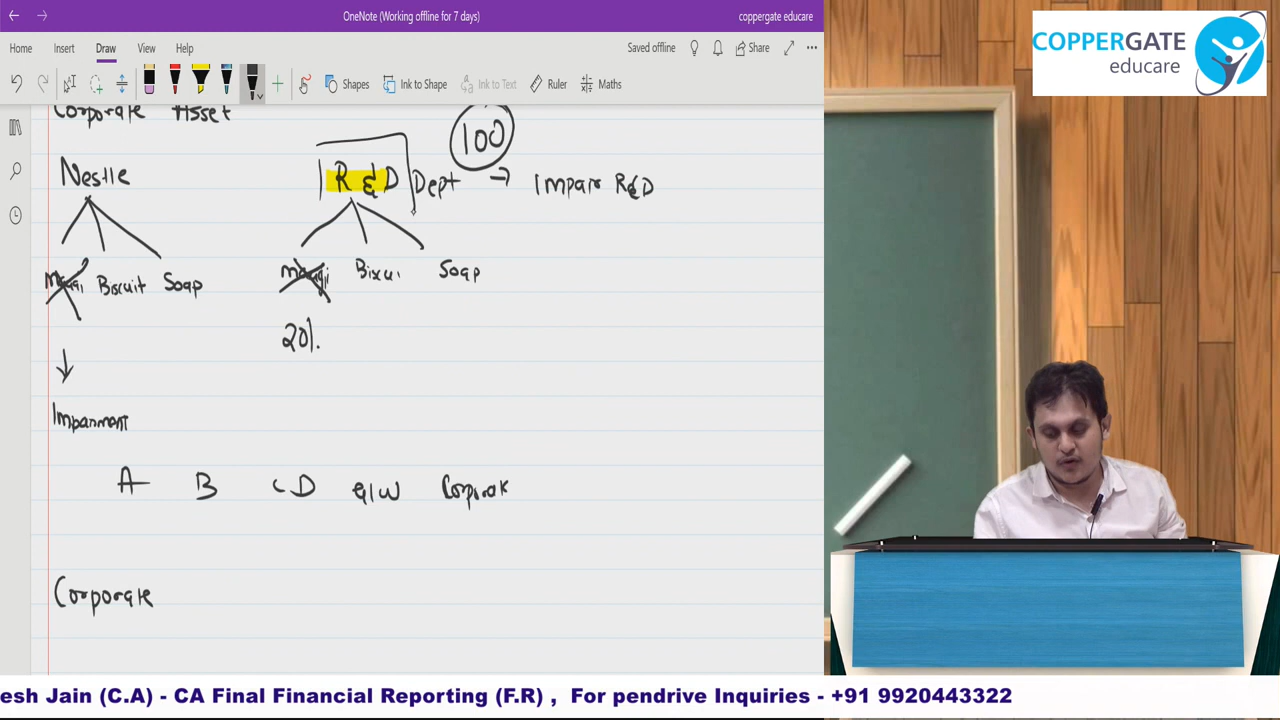 OneNote (Working offline for 7 days)
coppergate educare
Home Insert Draw View Help
Saved offline
Share
Shapes
Ink to Shape
Ink to Text
Ruler
Maths
COPPERGATE
educare
Corporate Asset
100
Nestle
R & D Dept → Impair R&D
Maggi Biscuit Soap
Maggi Biscui Soap
20%
Impairment
A B C D G/W Corporate
Corporate
esh Jain (C.A) - CA Final Financial Reporting (F.R) , For pendrive Inquiries - +91 9920443322